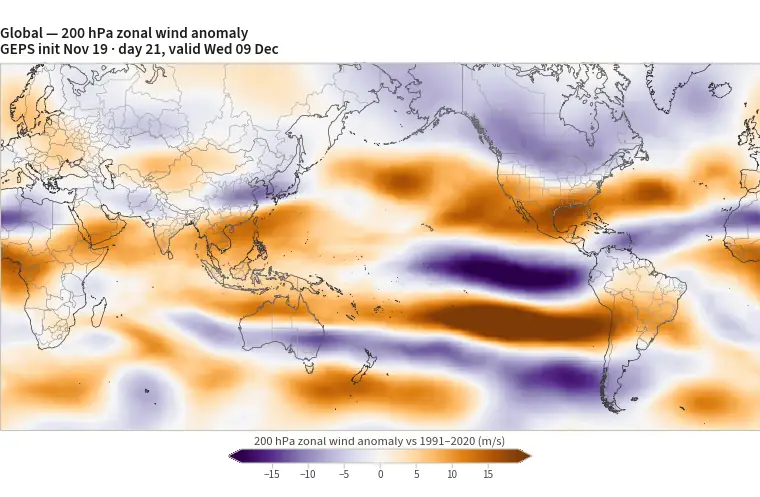 Global — 200 hPa zonal wind anomaly
GEPS init Nov 19 · day 21, valid Wed 09 Dec
200 hPa zonal wind anomaly vs 1991–2020 (m/s)
−15 −10 −5 0 5 10 15